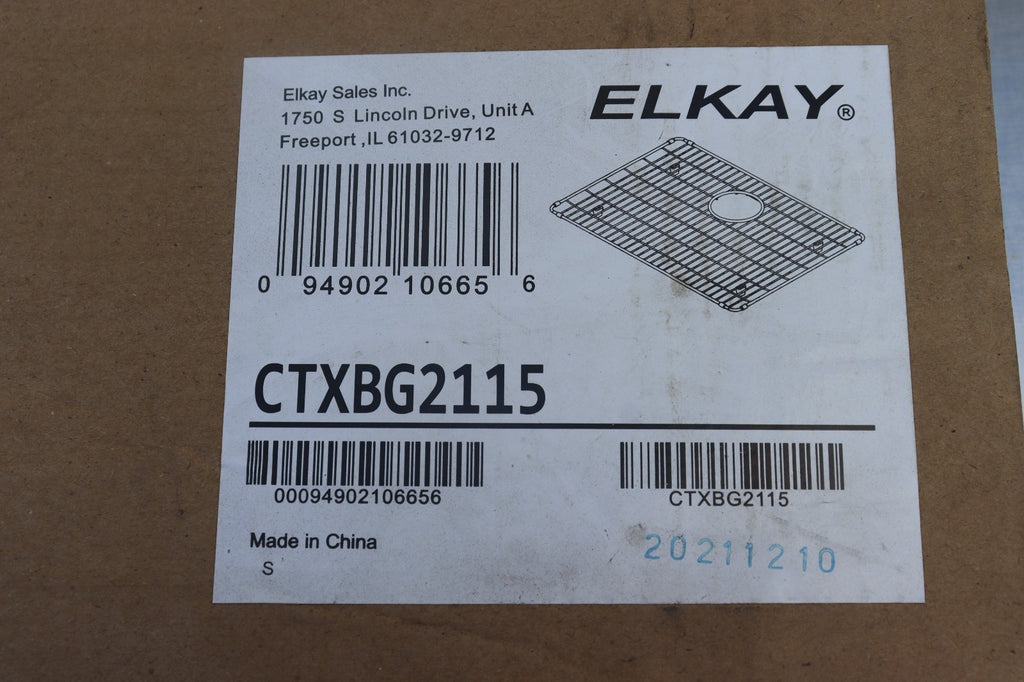 Elkay Sales Inc.
1750 S Lincoln Drive, Unit A
Freeport ,IL 61032-9712
ELKAY®
0 94902 10665 6
CTXBG2115
00094902106656
CTXBG2115
Made in China
S
20211210